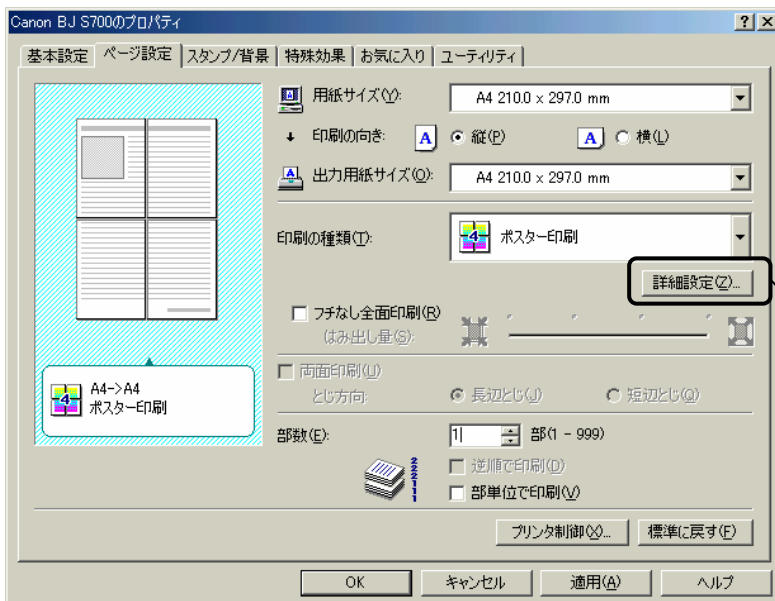 Canon BJ S700のプロパティ
基本設定 ページ設定 スタンプ/背景 特殊効果 お気に入り ユーティリティ
用紙サイズ(Y): A4 210.0 x 297.0 mm
印刷の向き: A 縦(P) A 横(L)
出力用紙サイズ(O): A4 210.0 x 297.0 mm
印刷の種類(T): 4 ポスター印刷
詳細設定(Z)...
フチなし全面印刷(R)
はみ出し量(S):
両面印刷(U)
とじ方向: 長辺とじ(J) 短辺とじ(Q)
4 A4->A4
ポスター印刷
部数(E): 1 部(1 - 999)
222111
逆順で印刷(D)
部単位で印刷(V)
プリンタ制御(X)... 標準に戻す(F)
OK キャンセル 適用(A) ヘルプ